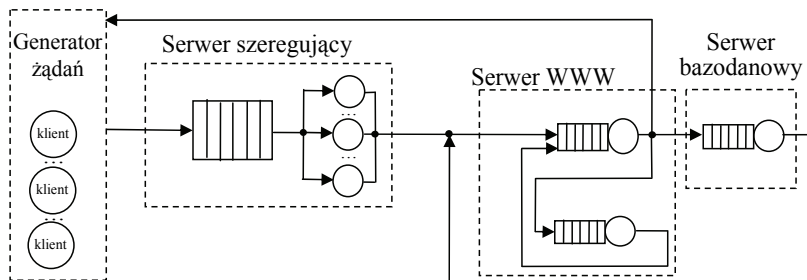 Generator
żądań
klient
...
klient
...
klient
Serwer szeregujący
...
...
Serwer WWW
Serwer
bazodanowy